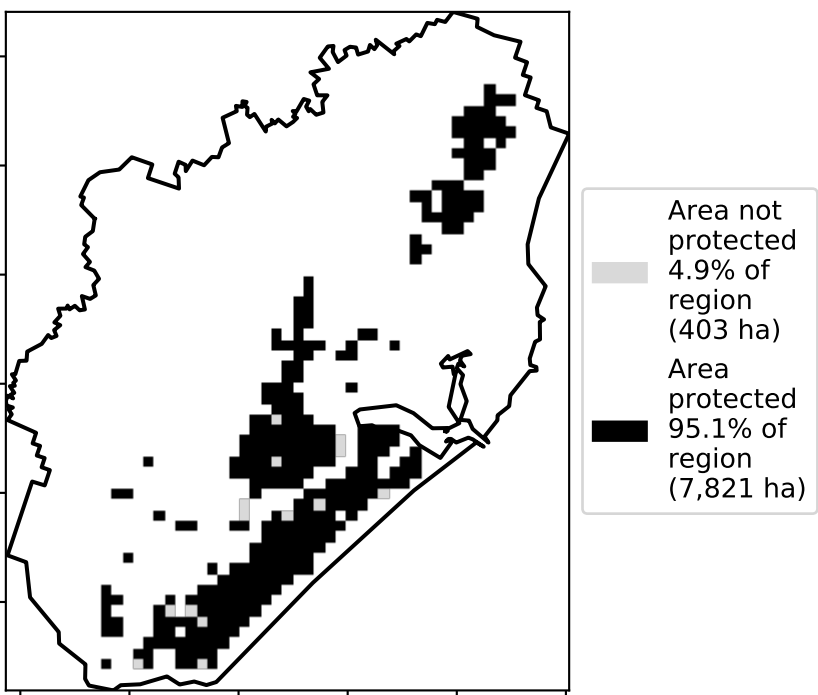 Area not
protected
4.9% of
region
(403 ha)
Area
protected
95.1% of
region
(7,821 ha)